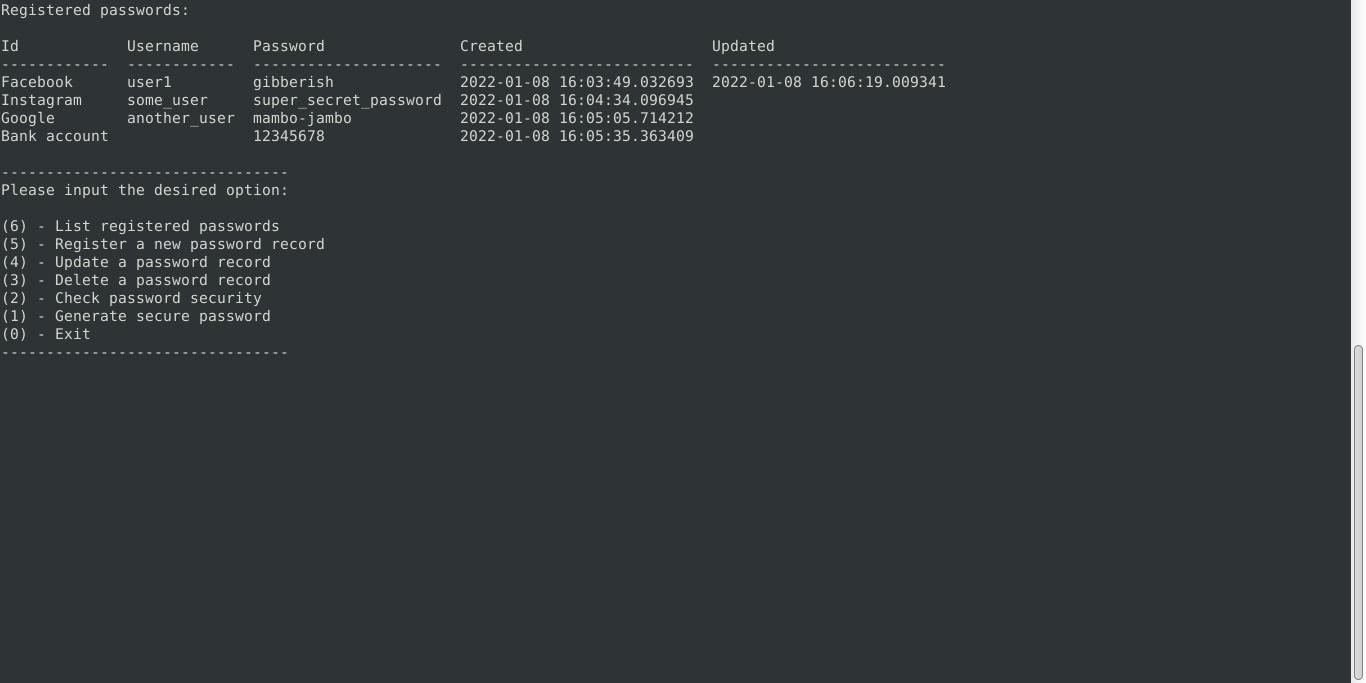 Registered passwords:
Id Username Password Created Updated
------------ ------------ --------------------- -------------------------- --------------------------
Facebook user1 gibberish 2022-01-08 16:03:49.032693 2022-01-08 16:06:19.009341
Instagram some_user super_secret_password 2022-01-08 16:04:34.096945
Google another_user mambo-jambo 2022-01-08 16:05:05.714212
Bank account 12345678 2022-01-08 16:05:35.363409
--------------------------------
Please input the desired option:
(6) - List registered passwords
(5) - Register a new password record
(4) - Update a password record
(3) - Delete a password record
(2) - Check password security
(1) - Generate secure password
(0) - Exit
--------------------------------